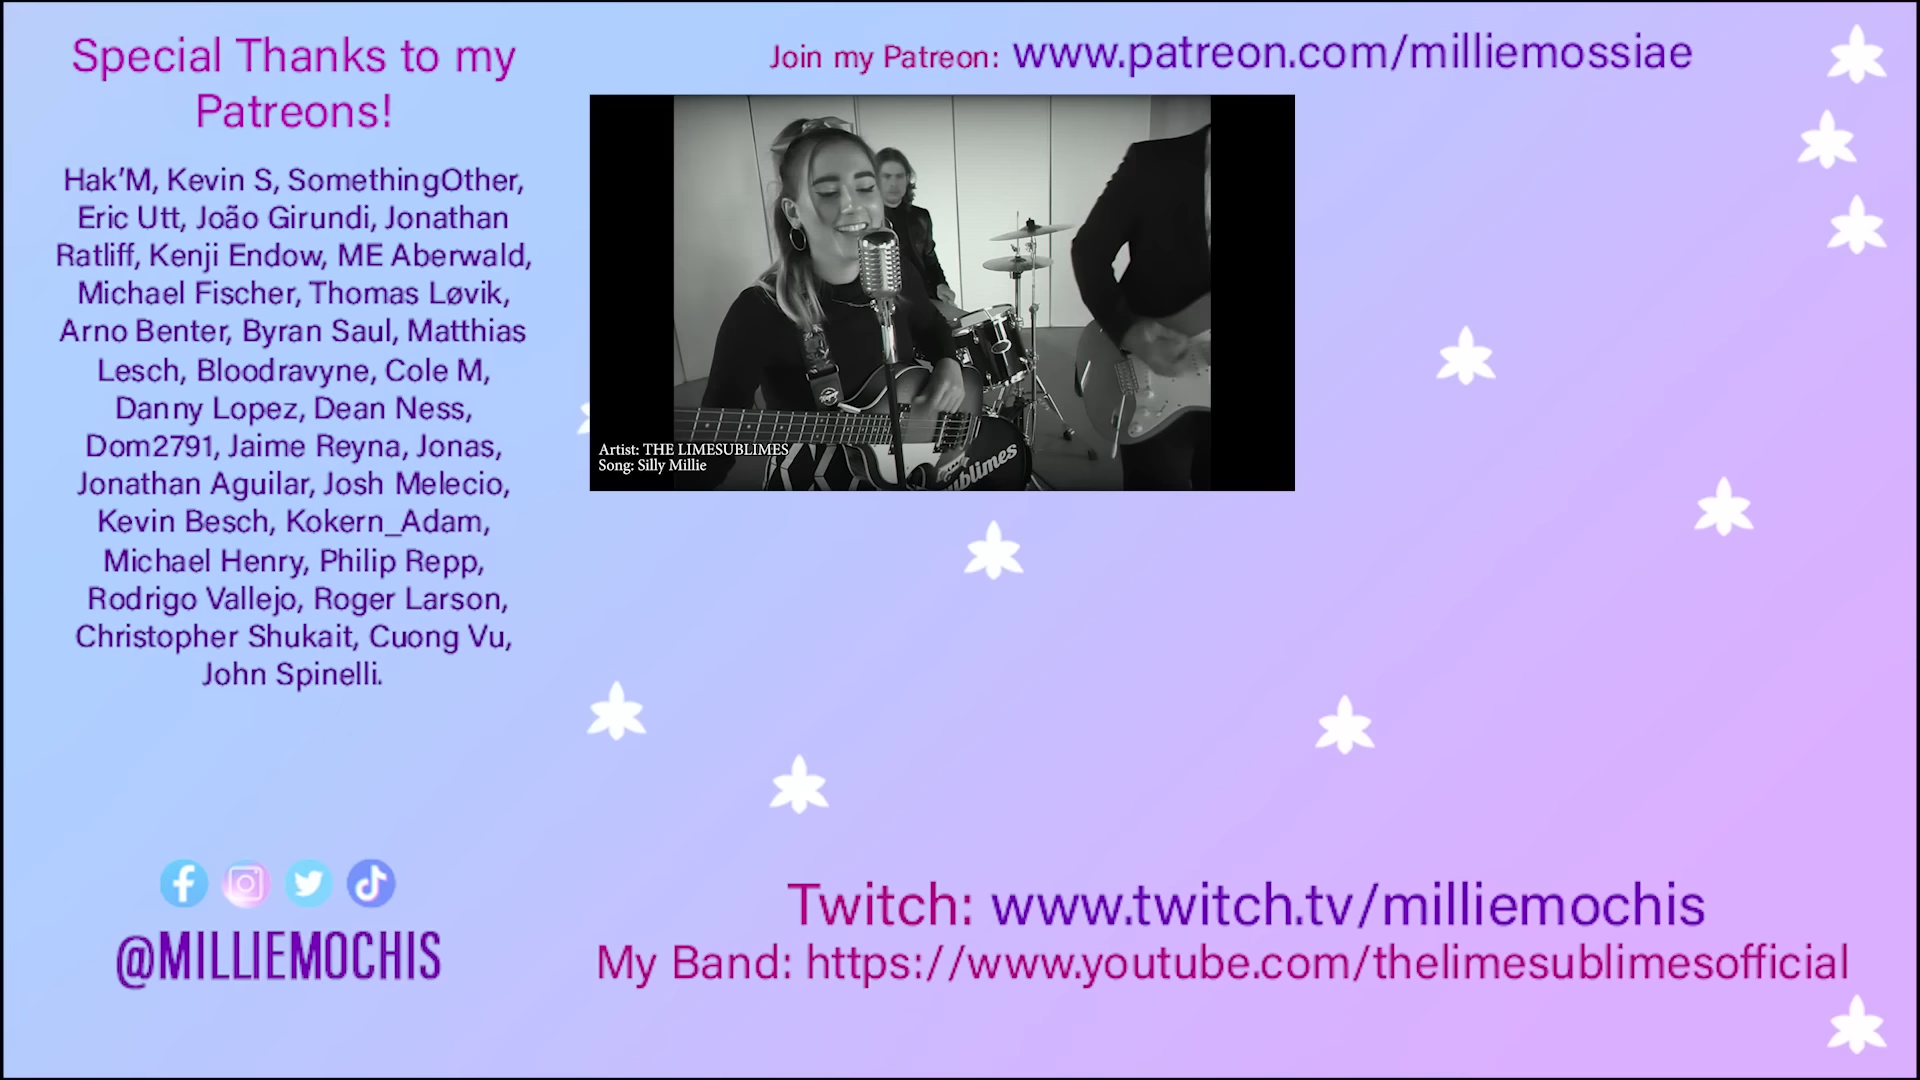 Special Thanks to my
Patreons!
Hak’M, Kevin S, SomethingOther,
Eric Utt, João Girundi, Jonathan
Ratliff, Kenji Endow, ME Aberwald,
Michael Fischer, Thomas Løvik,
Arno Benter, Byran Saul, Matthias
Lesch, Bloodravyne, Cole M,
Danny Lopez, Dean Ness,
Dom2791, Jaime Reyna, Jonas,
Jonathan Aguilar, Josh Melecio,
Kevin Besch, Kokern_Adam,
Michael Henry, Philip Repp,
Rodrigo Vallejo, Roger Larson,
Christopher Shukait, Cuong Vu,
John Spinelli.
@MILLIEMOCHIS
Join my Patreon: www.patreon.com/milliemossiae
Artist: THE LIMESUBLIMES
Song: Silly Millie
Twitch: www.twitch.tv/milliemochis
My Band: https://www.youtube.com/thelimesublimesofficial